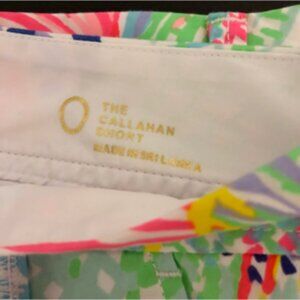 0
THE
CALLAHAN
SHORT
MADE IN SRI LANKA